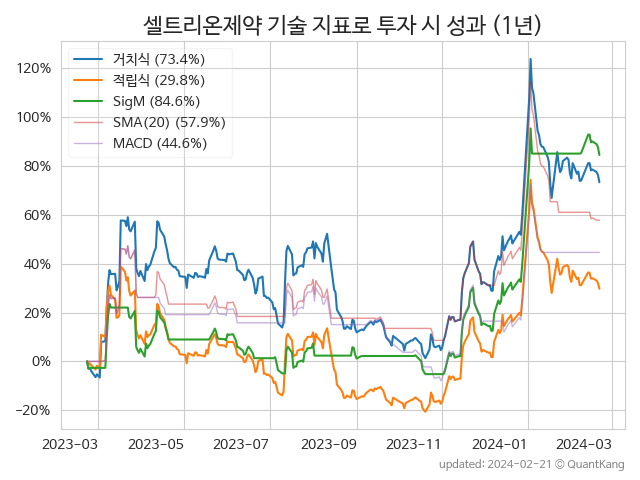 셀트리온제약 기술 지표로 투자 시 성과 (1년)
거치식 (73.4%)
적립식 (29.8%)
SigM (84.6%)
SMA(20) (57.9%)
MACD (44.6%)
120%
100%
80%
60%
40%
20%
0%
−20%
2023-03 2023-05 2023-07 2023-09 2023-11 2024-01 2024-03
updated: 2024-02-21 © QuantKang